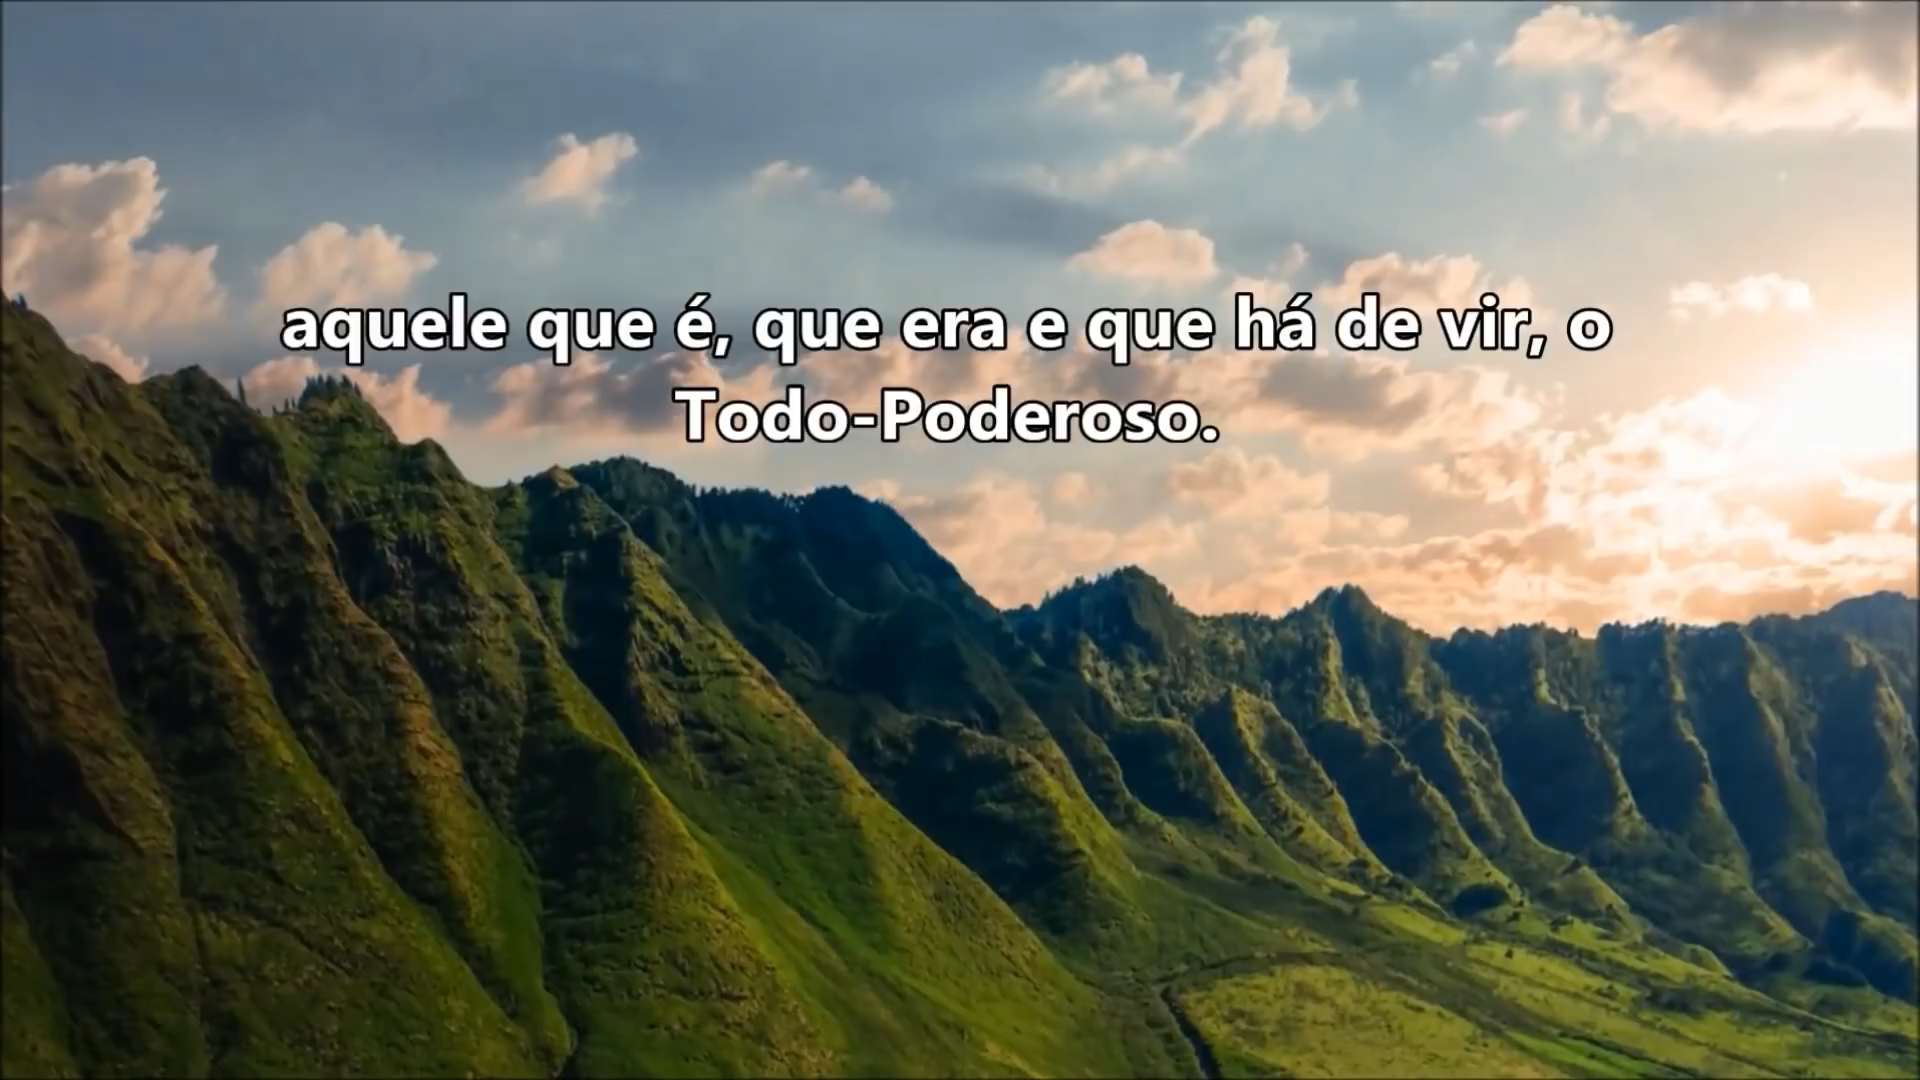 aquele que é, que era e que há de vir, o
Todo-Poderoso.